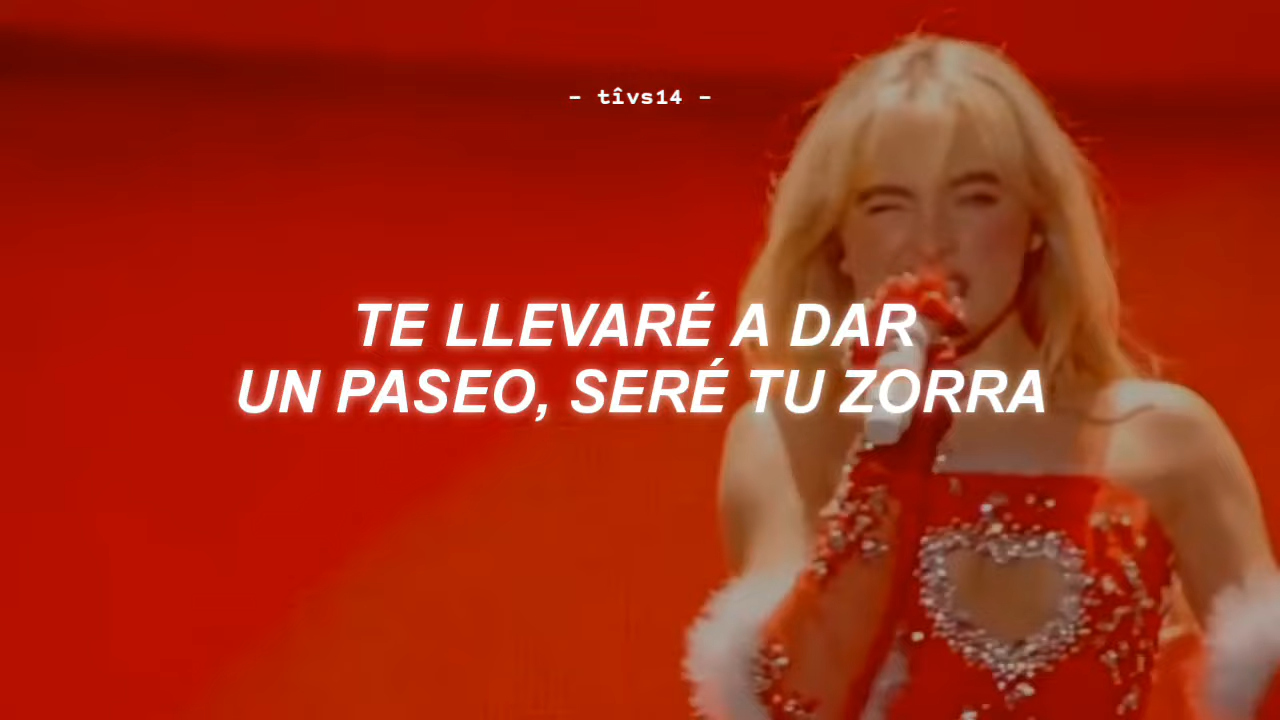 - tîvs14 -
TE LLEVARÉ A DAR
UN PASEO, SERÉ TU ZORRA